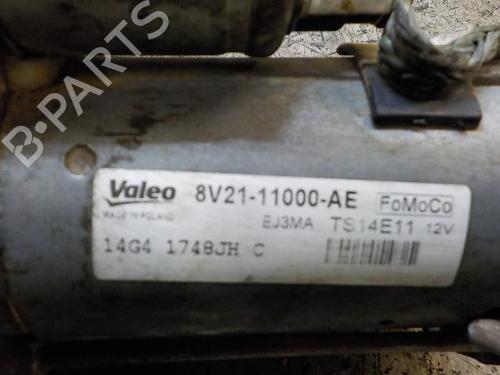 B-PARTS
Valeo 8V21-11000-AE FoMoCo
MADE IN POLAND EJ3MA TS14E11 12V
14G4 1748JH C